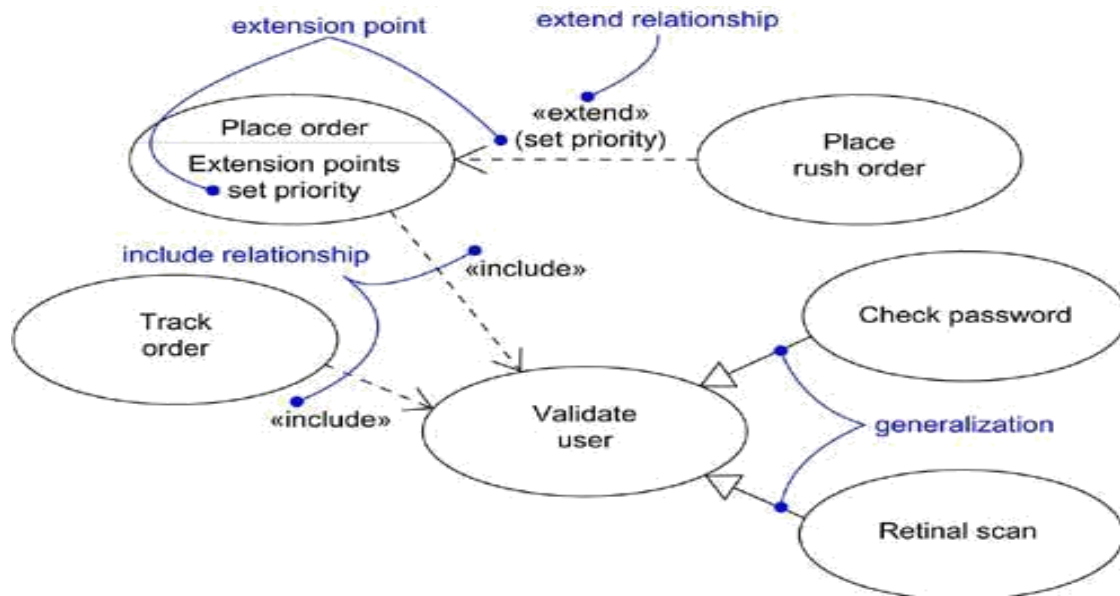 extension point
extend relationship
«extend»
(set priority)
Place order
Extension points
set priority
Place
rush order
include relationship
«include»
Track
order
«include»
Check password
Validate
user
generalization
Retinal scan